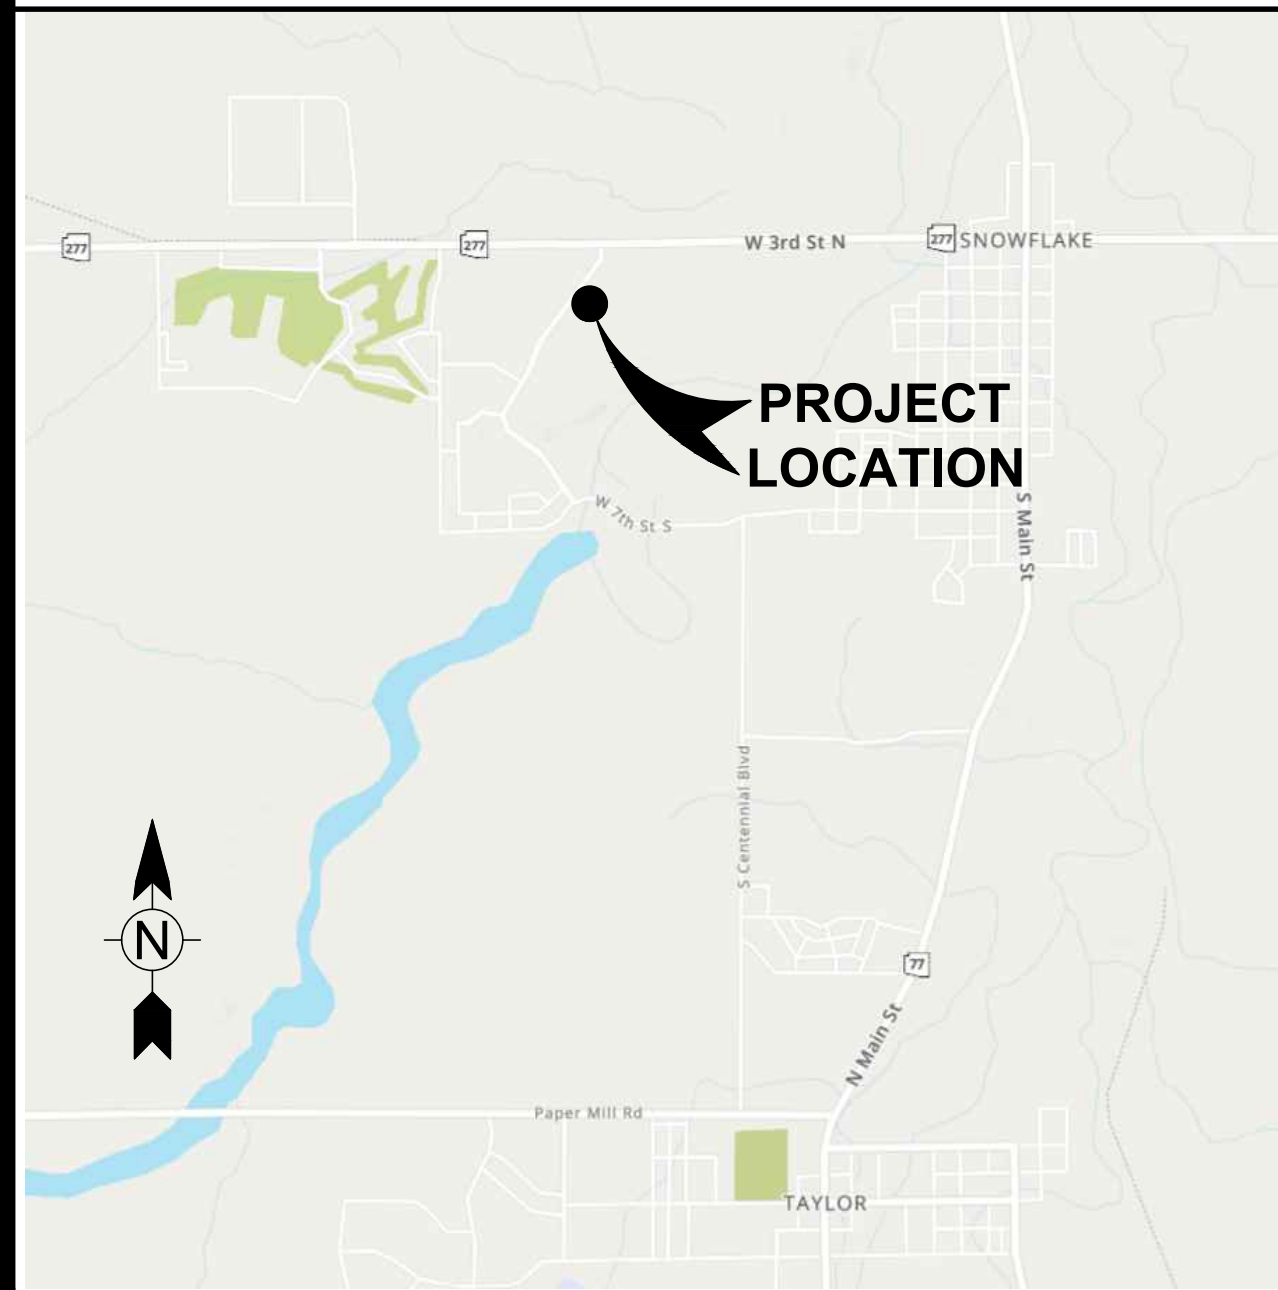 277
277
W 3rd St N
277
SNOWFLAKE
PROJECT
LOCATION
W 7th St S
S Main St
S Centennial Blvd
N
77
N Main St
Paper Mill Rd
TAYLOR